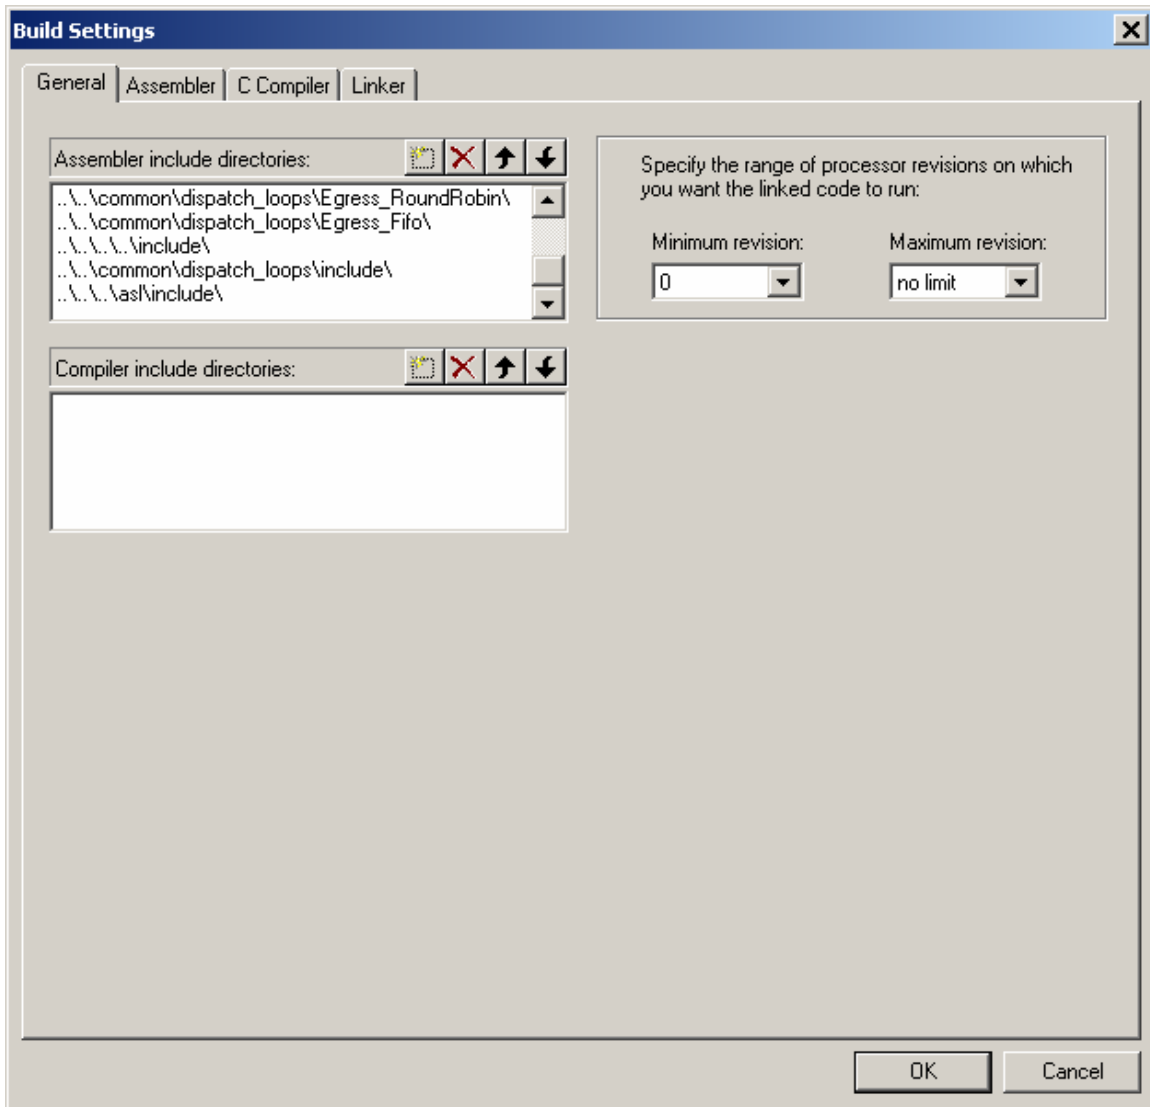 Build Settings
General Assembler C Compiler Linker
Assembler include directories:
..\..\common\dispatch_loops\Egress_RoundRobin\
..\..\common\dispatch_loops\Egress_Fifo\
..\..\..\..\include\
..\..\common\dispatch_loops\include\
..\..\..\asl\include\
Specify the range of processor revisions on which
you want the linked code to run:
Minimum revision: Maximum revision:
0 no limit
Compiler include directories:
OK Cancel